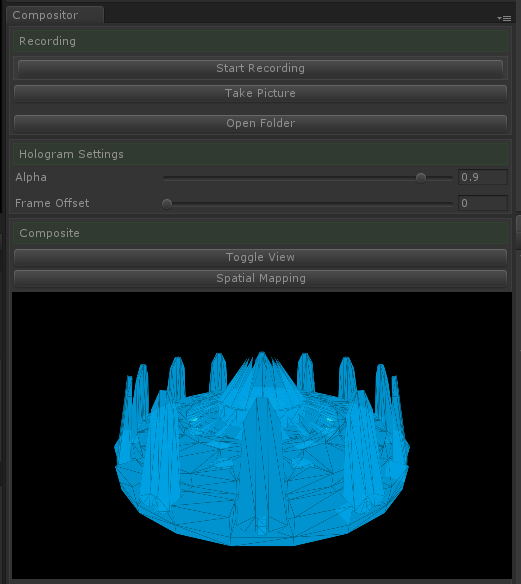 Compositor
Recording
Start Recording
Take Picture
Open Folder
Hologram Settings
Alpha 0.9
Frame Offset 0
Composite
Toggle View
Spatial Mapping